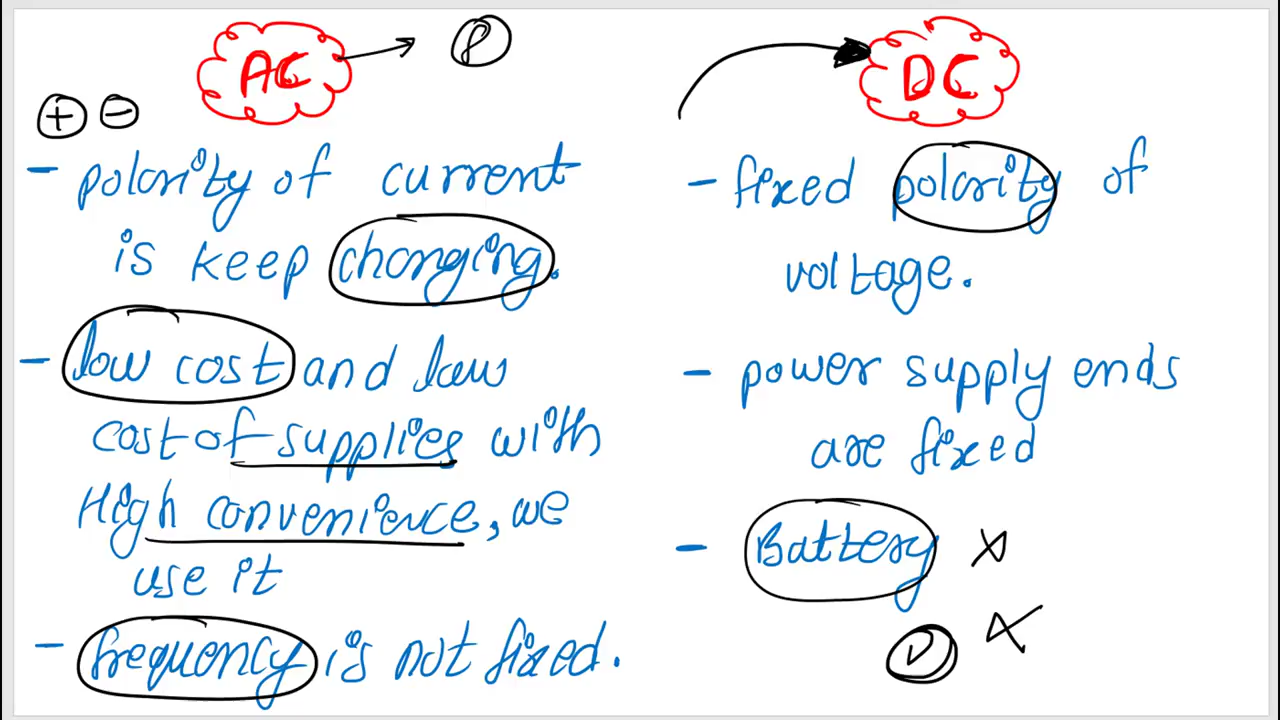 AC
P
+ -
- polarity of current
is keep changing.
- low cost and law
cost of supplies with
High convenience, we
use it
- frequency is not fixed.
DC
- fixed polarity of
voltage.
- power supply ends
are fixed
- Battery x